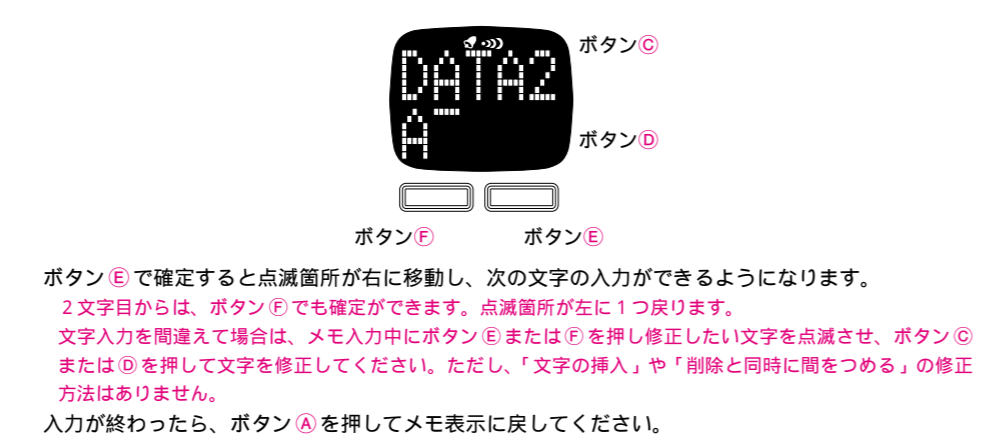 ボタンⒸ
DATA2
A
ボタンⒹ
ボタンⒻ ボタンⒺ
ボタンⒺで確定すると点滅箇所が右に移動し、次の文字の入力ができるようになります。
2文字目からは、ボタンⒻでも確定ができます。点滅箇所が左に1つ戻ります。
文字入力を間違えて場合は、メモ入力中にボタンⒺまたはⒻを押し修正したい文字を点滅させ、ボタンⒸ
またはⒹを押して文字を修正してください。ただし、「文字の挿入」や「削除と同時に間をつめる」の修正
方法はありません。
入力が終わったら、ボタンⒶを押してメモ表示に戻してください。